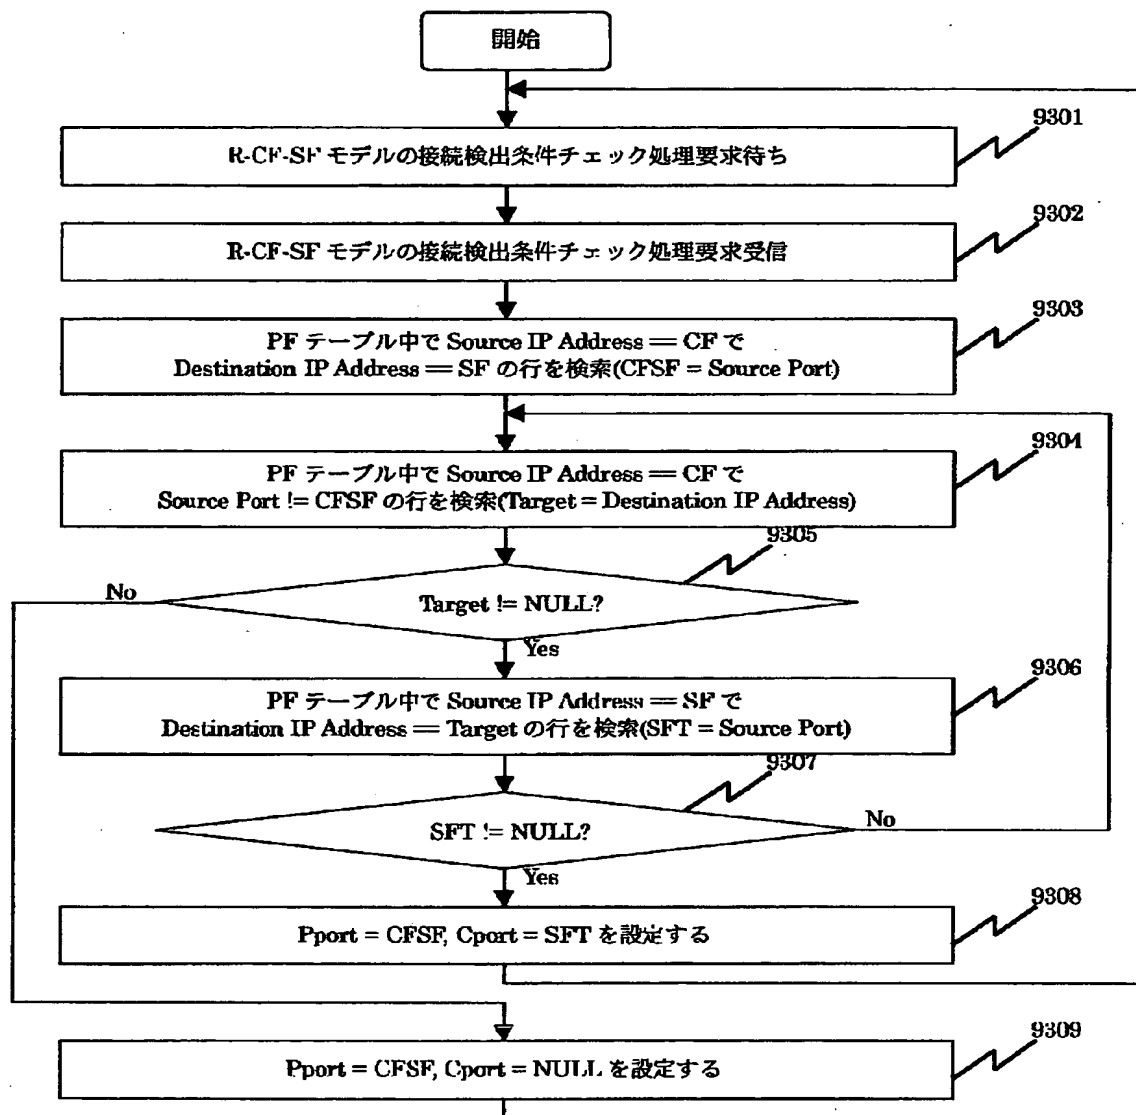 開始
9301
R-CF-SF モデルの接続検出条件チェック処理要求待ち
9302
R-CF-SF モデルの接続検出条件チェック処理要求受信
9303
PF テーブル中で Source IP Address == CF で
Destination IP Address == SF の行を検索(CFSF = Source Port)
9304
PF テーブル中で Source IP Address == CF で
Source Port != CFSF の行を検索(Target = Destination IP Address)
9305
No
Target != NULL?
Yes
9306
PF テーブル中で Source IP Address == SF で
Destination IP Address == Target の行を検索(SFT = Source Port)
9307
SFT != NULL?
No
Yes
9308
Pport = CFSF, Cport = SFT を設定する
9309
Pport = CFSF, Cport = NULL を設定する